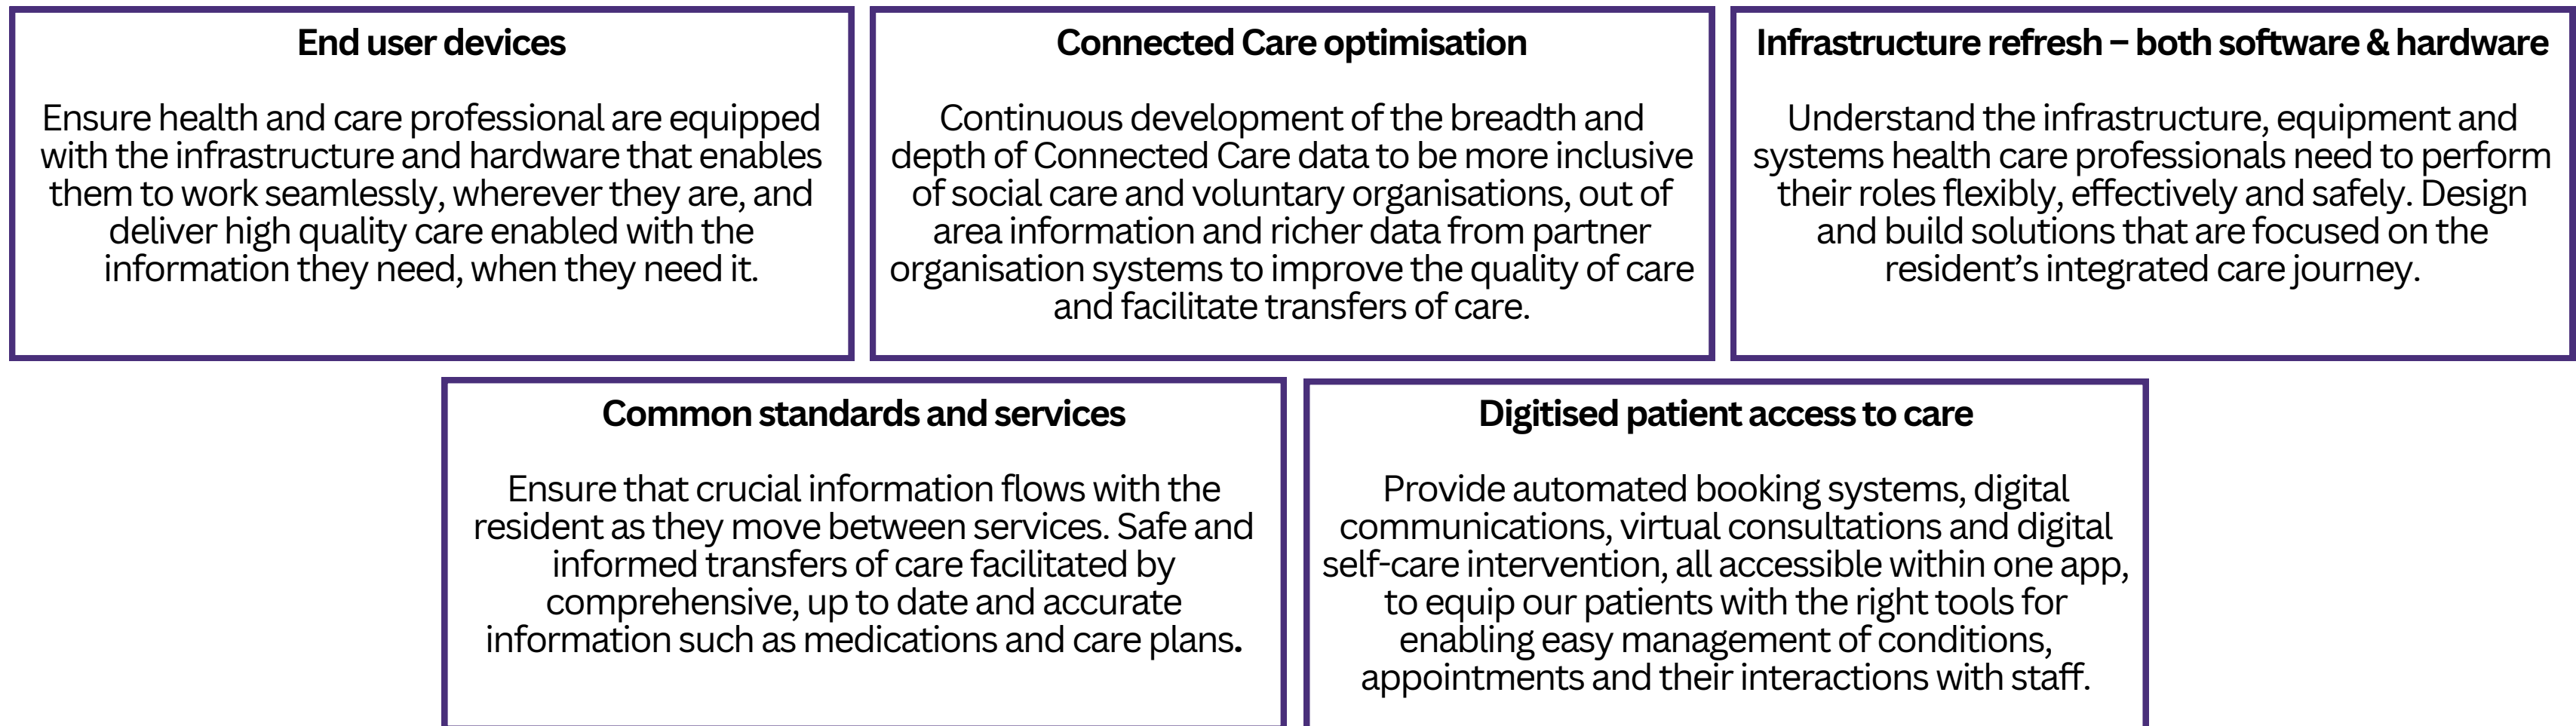 End user devices
Ensure health and care professional are equipped
with the infrastructure and hardware that enables
them to work seamlessly, wherever they are, and
deliver high quality care enabled with the
information they need, when they need it.
Connected Care optimisation
Continuous development of the breadth and
depth of Connected Care data to be more inclusive
of social care and voluntary organisations, out of
area information and richer data from partner
organisation systems to improve the quality of care
and facilitate transfers of care.
Infrastructure refresh – both software & hardware
Understand the infrastructure, equipment and
systems health care professionals need to perform
their roles flexibly, effectively and safely. Design
and build solutions that are focused on the
resident’s integrated care journey.
Common standards and services
Ensure that crucial information flows with the
resident as they move between services. Safe and
informed transfers of care facilitated by
comprehensive, up to date and accurate
information such as medications and care plans.
Digitised patient access to care
Provide automated booking systems, digital
communications, virtual consultations and digital
self-care intervention, all accessible within one app,
to equip our patients with the right tools for
enabling easy management of conditions,
appointments and their interactions with staff.